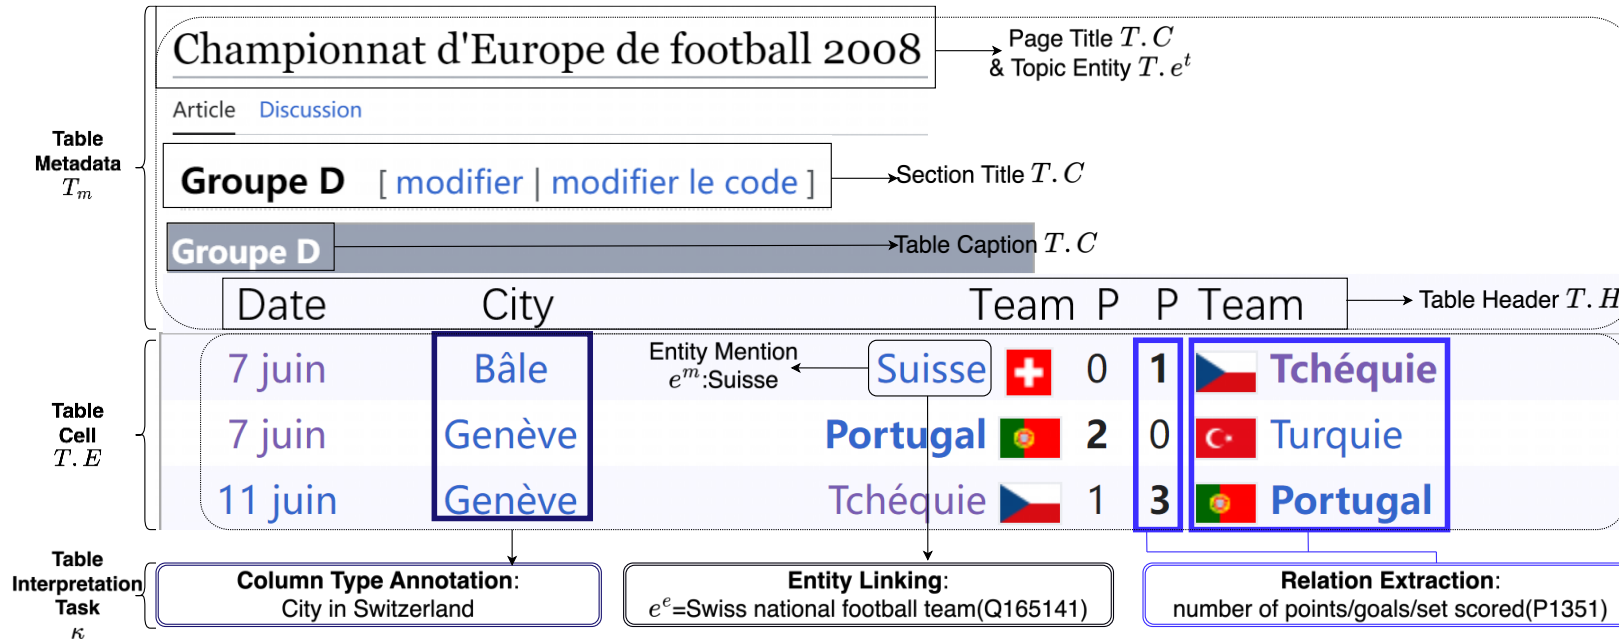 Championnat d'Europe de football 2008
Page Title T.C
& Topic Entity T.e^t
Article Discussion
Table
Metadata
T_m
Groupe D [ modifier | modifier le code ]
Section Title T.C
Groupe D
Table Caption T.C
Date City Team P P Team
Table Header T.H
7 juin Bâle Suisse 0 1 Tchéquie
Entity Mention
e^m:Suisse
7 juin Genève Portugal 2 0 Turquie
11 juin Genève Tchéquie 1 3 Portugal
Table
Cell
T.E
Table
Interpretation
Task
κ
Column Type Annotation:
City in Switzerland
Entity Linking:
e^e=Swiss national football team(Q165141)
Relation Extraction:
number of points/goals/set scored(P1351)